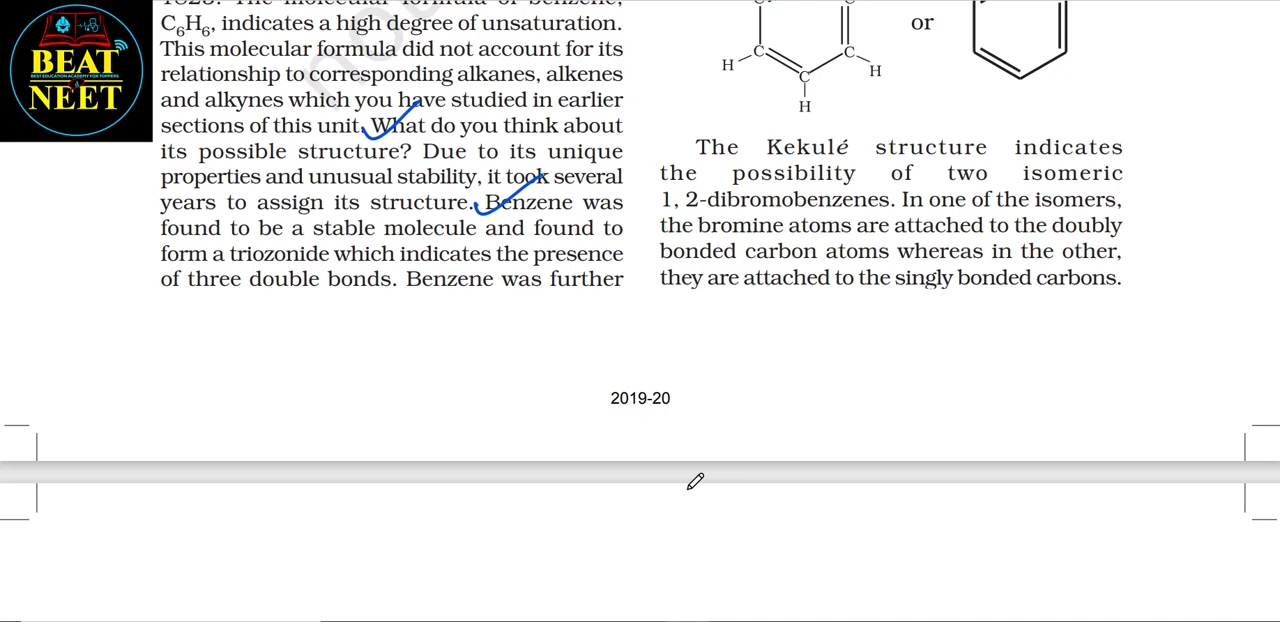 BEAT
BEST EDUCATION ACADEMY FOR TOPPERS
NEET
C6H6, indicates a high degree of unsaturation.
This molecular formula did not account for its
relationship to corresponding alkanes, alkenes
and alkynes which you have studied in earlier
sections of this unit. What do you think about
its possible structure? Due to its unique
properties and unusual stability, it took several
years to assign its structure. Benzene was
found to be a stable molecule and found to
form a triozonide which indicates the presence
of three double bonds. Benzene was further
C C
H C H
H
or
The Kekulé structure indicates
the possibility of two isomeric
1, 2-dibromobenzenes. In one of the isomers,
the bromine atoms are attached to the doubly
bonded carbon atoms whereas in the other,
they are attached to the singly bonded carbons.
2019-20